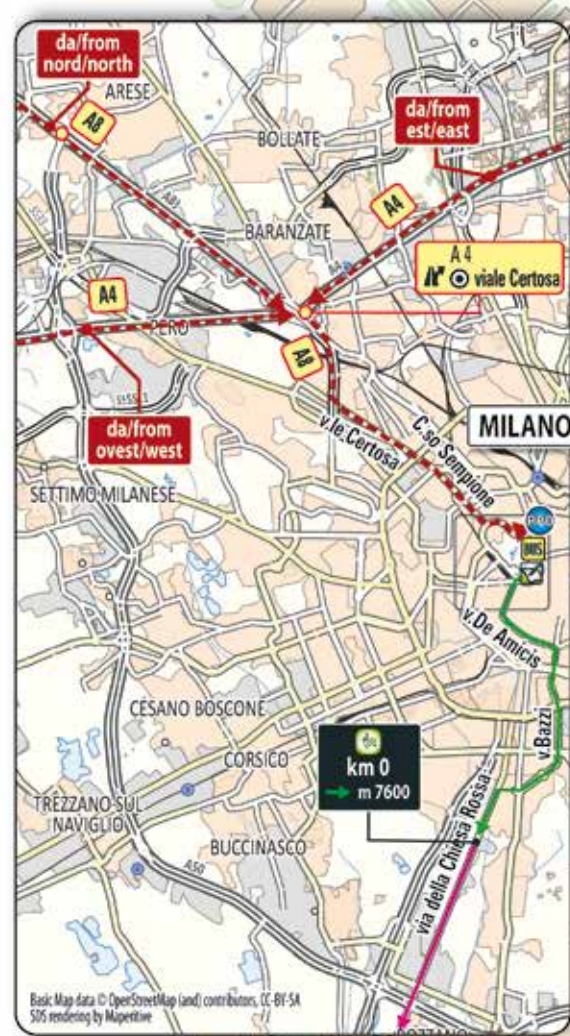 da/from
nord/north
ARESE
A8
BOLLATE
da/from
est/east
A4
BARANZATE
A 4
viale Certosa
A4
PERO
A8
da/from
ovest/west
v.le Certosa
C.so Sempione
MILANO
SETTIMO MILANESE
BUS
v.De Amicis
CESANO BOSCONE
CORSICO
km 0
m 7600
v.Bazzi
TREZZANO SUL
NAVIGLIO
BUCCINASCO
via della Chiesa Rossa
A50
Basic Map data © OpenStreetMap (and) contributors, CC-BY-SA
SDS rendering by Maperitive